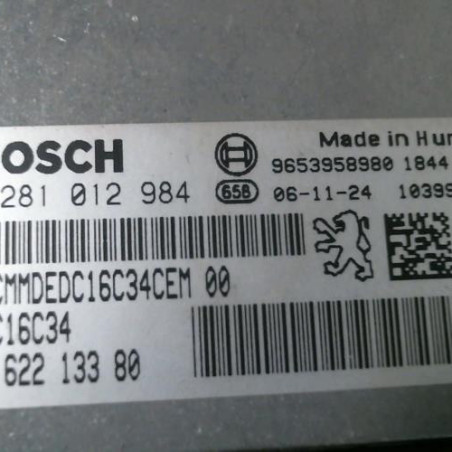 OSCH
Made in Hun
9653958980 1844
281 012 984
658
06-11-24 10399
CMMDEDC16C34CEM 00
C16C34
622 133 80